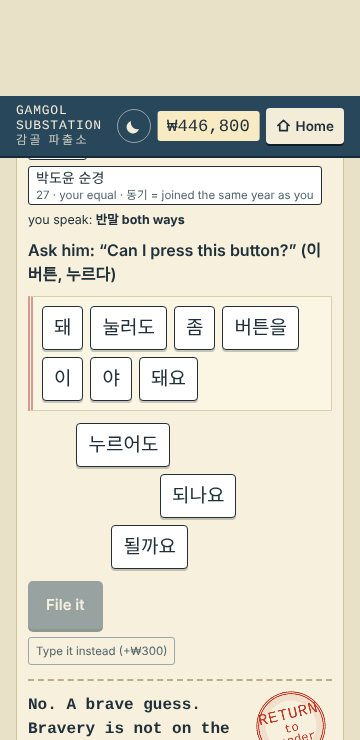 GAMGOL
SUBSTATION
감골 파출소
₩446,800
Home
박도윤 순경
27 · your equal · 동기 = joined the same year as you
you speak: 반말 both ways
Ask him: “Can I press this button?” (이
버튼, 누르다)
돼 눌러도 좀 버튼을
이 야 돼요
누르어도
되나요
될까요
File it
Type it instead (+₩300)
No. A brave guess.
Bravery is not on the
RETURN
to